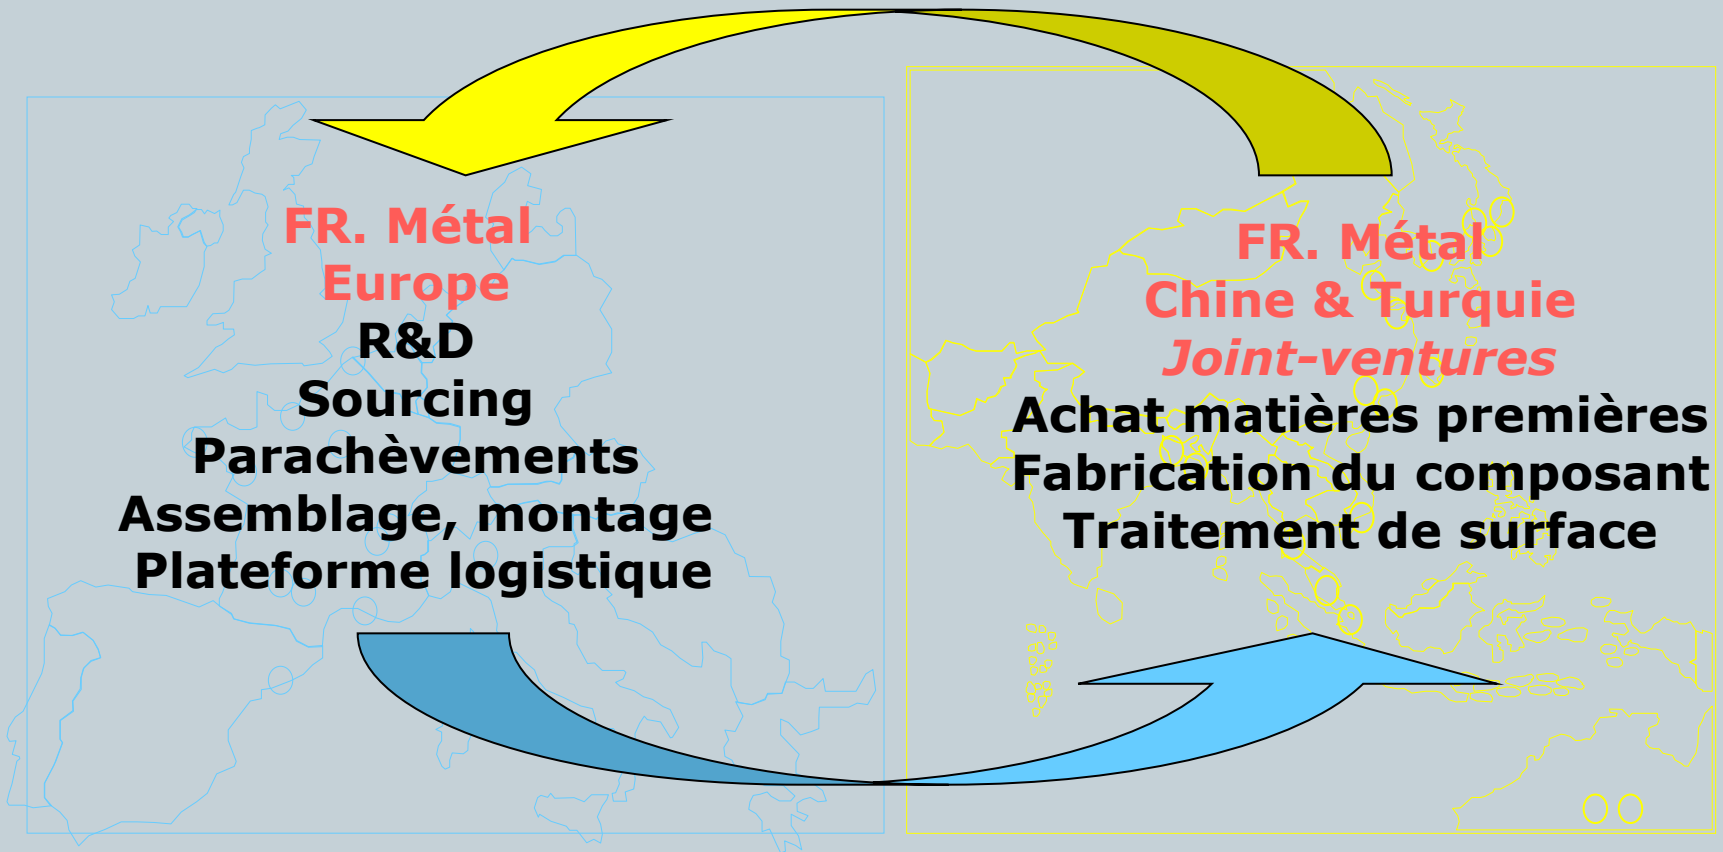 FR. Métal
Europe
R&D
Sourcing
Parachèvements
Assemblage, montage
Plateforme logistique
FR. Métal
Chine & Turquie
Joint-ventures
Achat matières premières
Fabrication du composant
Traitement de surface